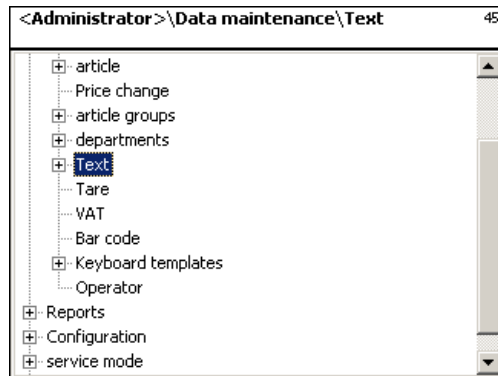 <Administrator>\Data maintenance\Text 45
article
Price change
article groups
departments
Text
Tare
VAT
Bar code
Keyboard templates
Operator
Reports
Configuration
service mode